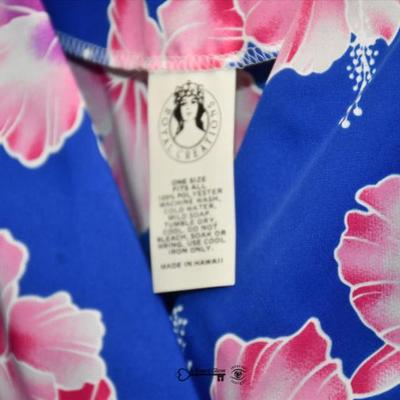 ROYAL CREATIONS
ONE SIZE
FITS ALL
100% POLYESTER
MACHINE WASH,
COLD WATER,
MILD SOAP.
TUMBLE DRY,
COOL. DO NOT
BLEACH, SOAK OR
WRING, USE COOL
IRON ONLY.
MADE IN HAWAII